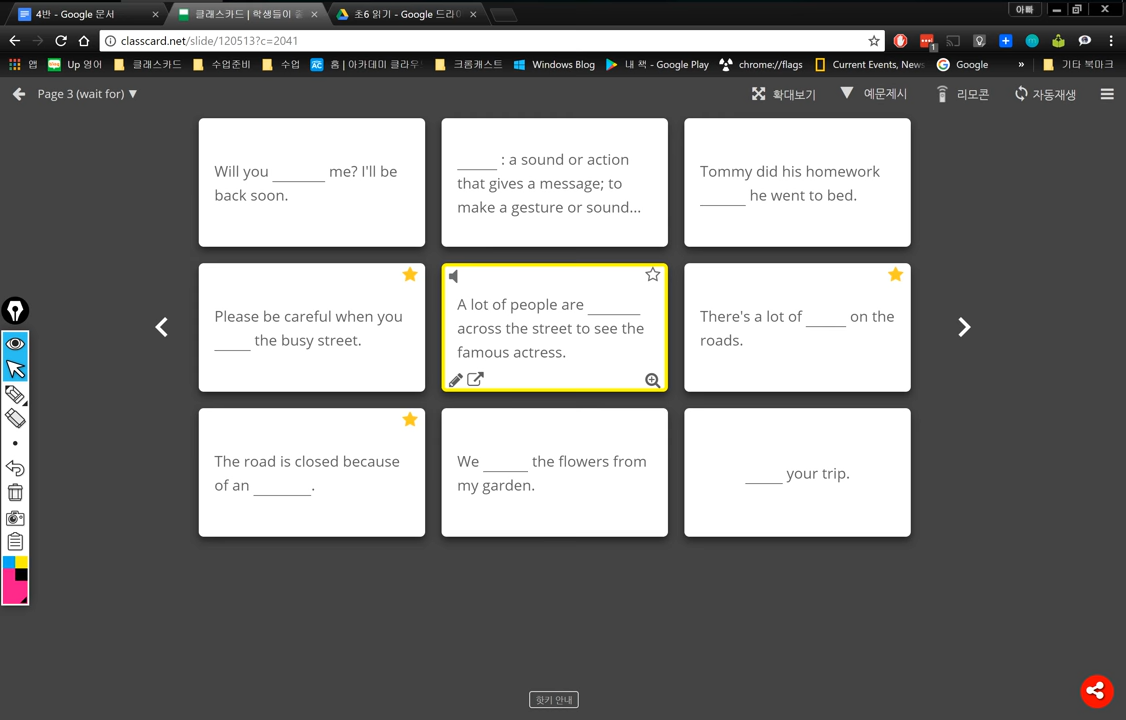 아빠
4반 - Google 문서
클래스카드 | 학생들이 좋
초6 읽기 - Google 드라이
classcard.net/slide/120513?c=2041
1
앱 Up 영어 클래스카드 수업준비 수업 홈 | 아카데미 클라우 크롬캐스트 Windows Blog 내 책 - Google Play chrome://flags Current Events, News Google » 기타 북마크
Page 3 (wait for) ▼
확대보기 ▼ 예문제시 리모콘 자동재생
Will you _______ me? I'll be
back soon.
_____ : a sound or action
that gives a message; to
make a gesture or sound...
Tommy did his homework
______ he went to bed.
Please be careful when you
_____ the busy street.
A lot of people are _______
across the street to see the
famous actress.
There's a lot of _____ on the
roads.
The road is closed because
of an ________.
We ______ the flowers from
my garden.
_____ your trip.
핫키 안내